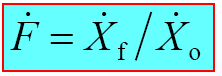 Ḟ = Ẋf / Ẋo